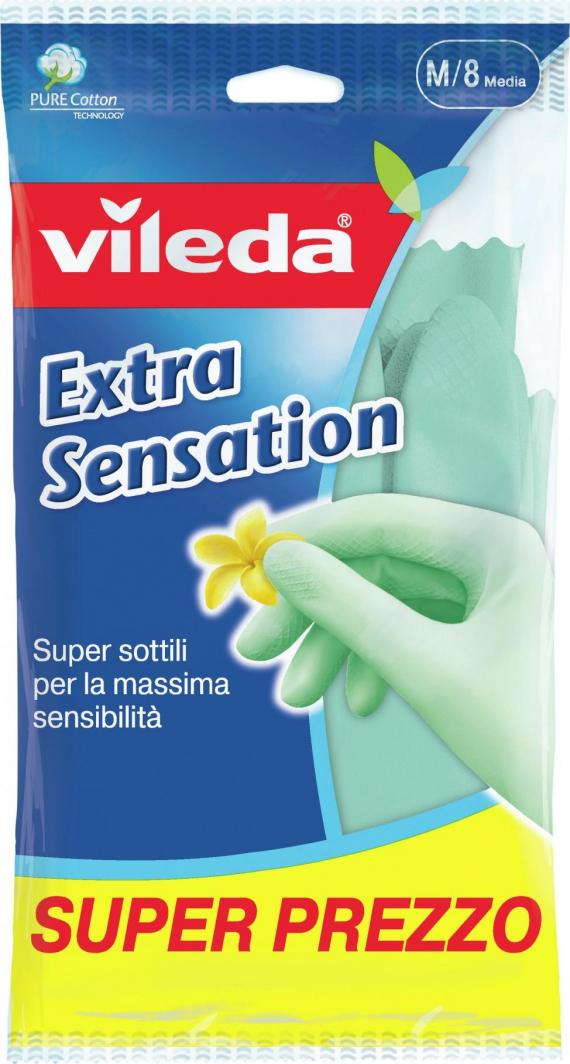 PURE Cotton
TECHNOLOGY
M/8 Media
vileda®
Extra
Sensation
Super sottili
per la massima
sensibilità
SUPER PREZZO